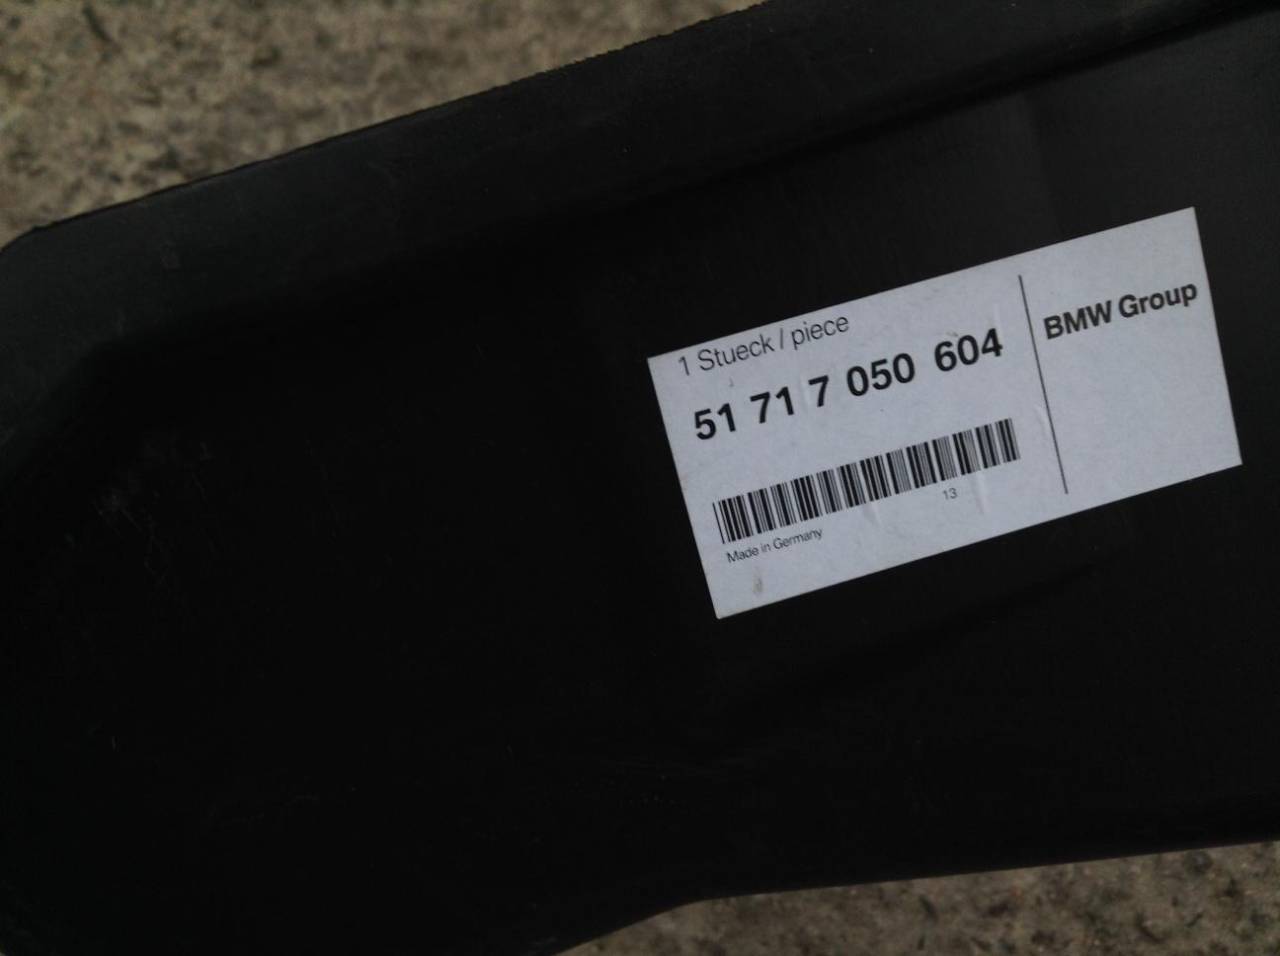 1 Stueck / piece
51 71 7 050 604
13
Made in Germany
BMW Group